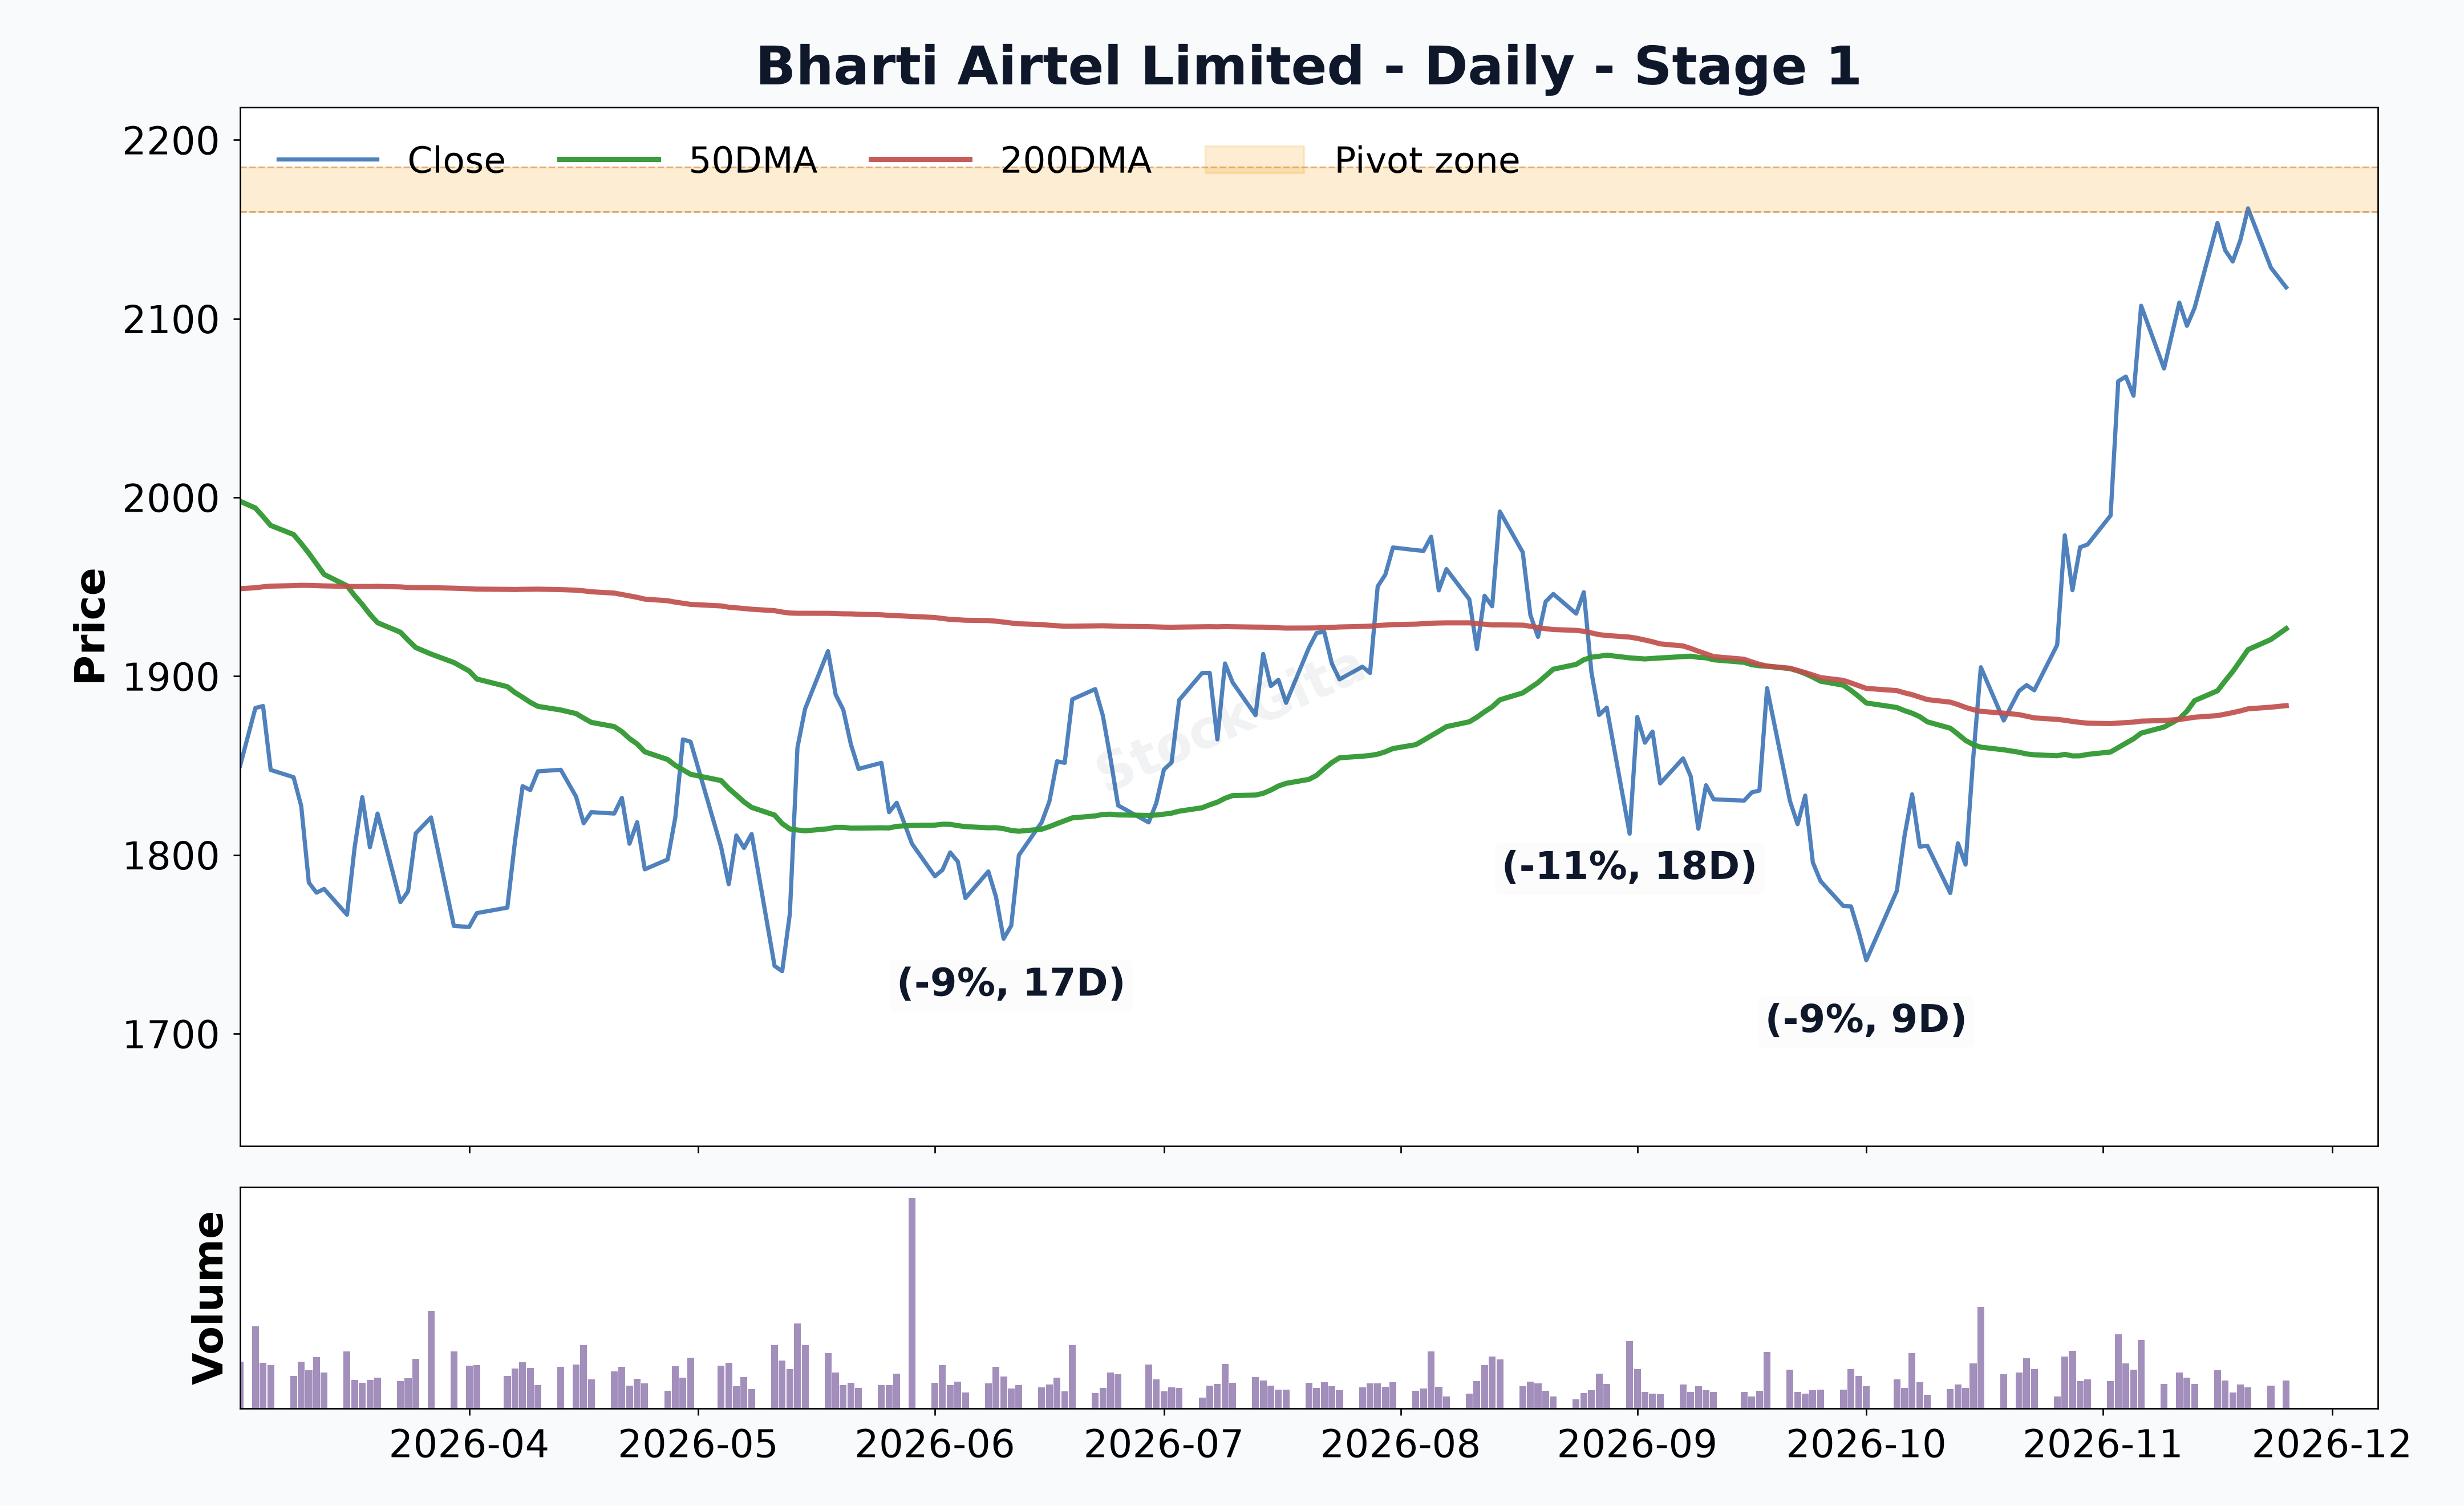 Bharti Airtel Limited - Daily - Stage 1
Close 50DMA 200DMA Pivot zone
2200
2100
2000
1900
1800
1700
Price
StockGita
(-9%, 17D)
(-11%, 18D)
(-9%, 9D)
Volume
2026-04 2026-05 2026-06 2026-07 2026-08 2026-09 2026-10 2026-11 2026-12